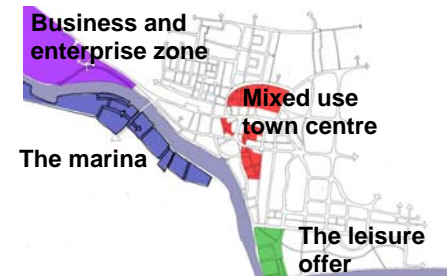 Business and
enterprise zone
Mixed use
town centre
The marina
The leisure
offer